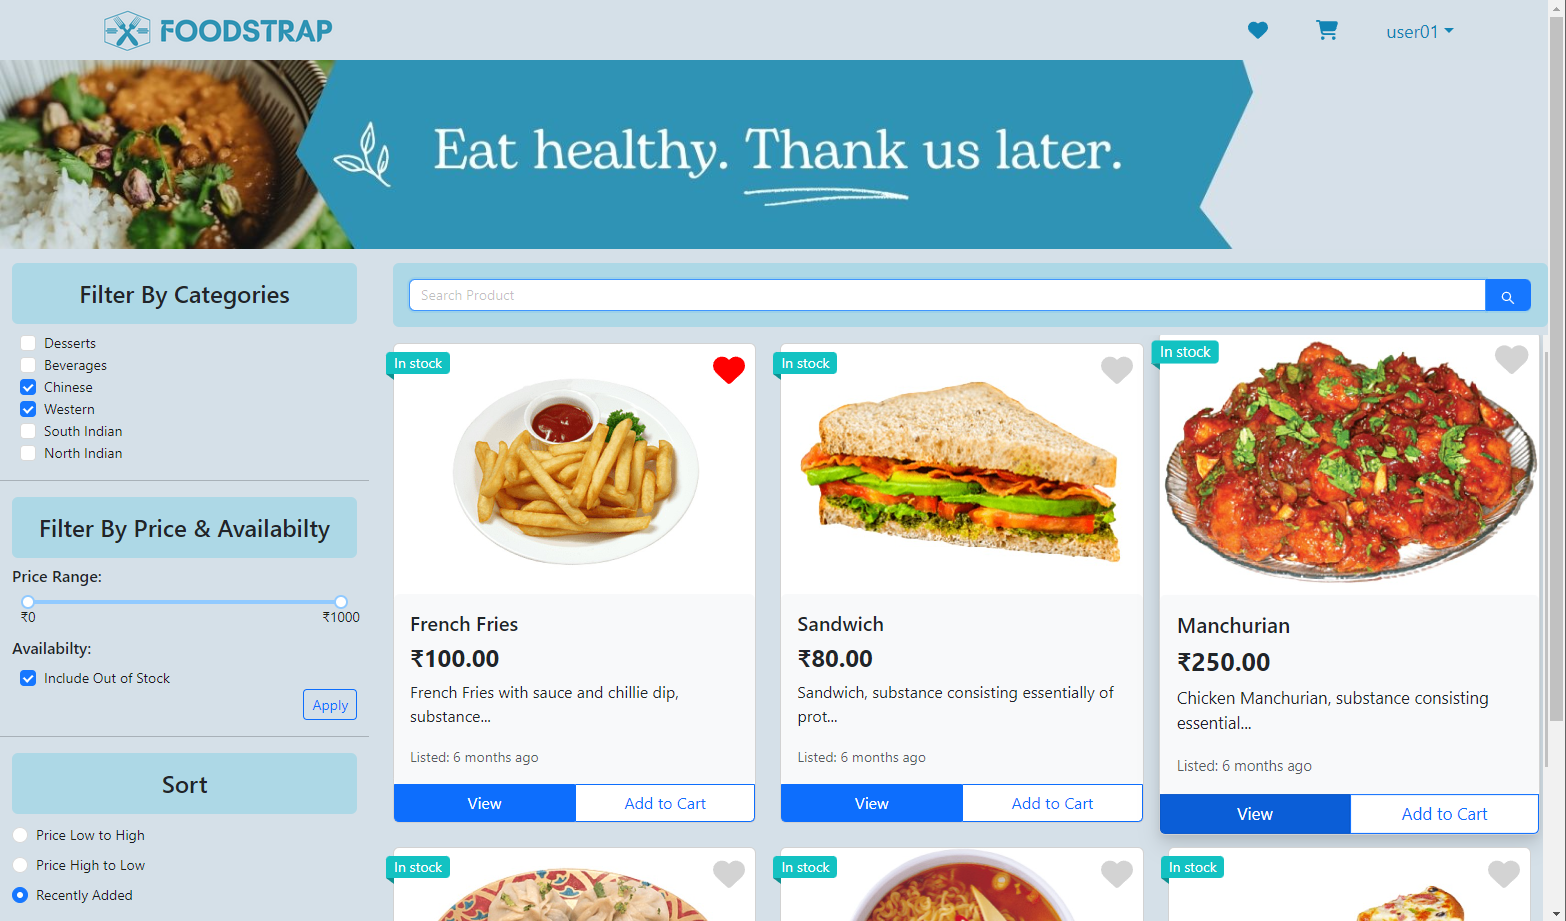 FOODSTRAP
user01
Eat healthy. Thank us later.
Filter By Categories
Desserts
Beverages
Chinese
Western
South Indian
North Indian
Filter By Price & Availabilty
Price Range:
₹0 ₹1000
Availabilty:
Include Out of Stock
Apply
Sort
Price Low to High
Price High to Low
Recently Added
Search Product
In stock
French Fries
₹100.00
French Fries with sauce and chillie dip,
substance...
Listed: 6 months ago
View Add to Cart
In stock
Sandwich
₹80.00
Sandwich, substance consisting essentially of
prot...
Listed: 6 months ago
View Add to Cart
In stock
Manchurian
₹250.00
Chicken Manchurian, substance consisting
essential...
Listed: 6 months ago
View Add to Cart
In stock
In stock
In stock